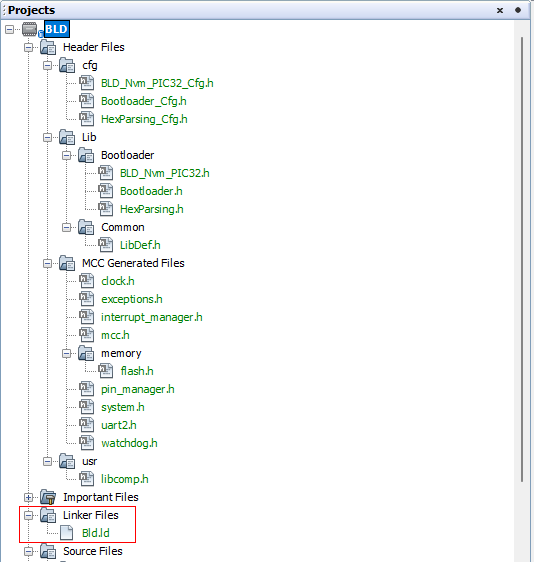 Projects
BLD
Header Files
cfg
BLD_Nvm_PIC32_Cfg.h
Bootloader_Cfg.h
HexParsing_Cfg.h
Lib
Bootloader
BLD_Nvm_PIC32.h
Bootloader.h
HexParsing.h
Common
LibDef.h
MCC Generated Files
clock.h
exceptions.h
interrupt_manager.h
mcc.h
memory
flash.h
pin_manager.h
system.h
uart2.h
watchdog.h
usr
libcomp.h
Important Files
Linker Files
Bld.ld
Source Files